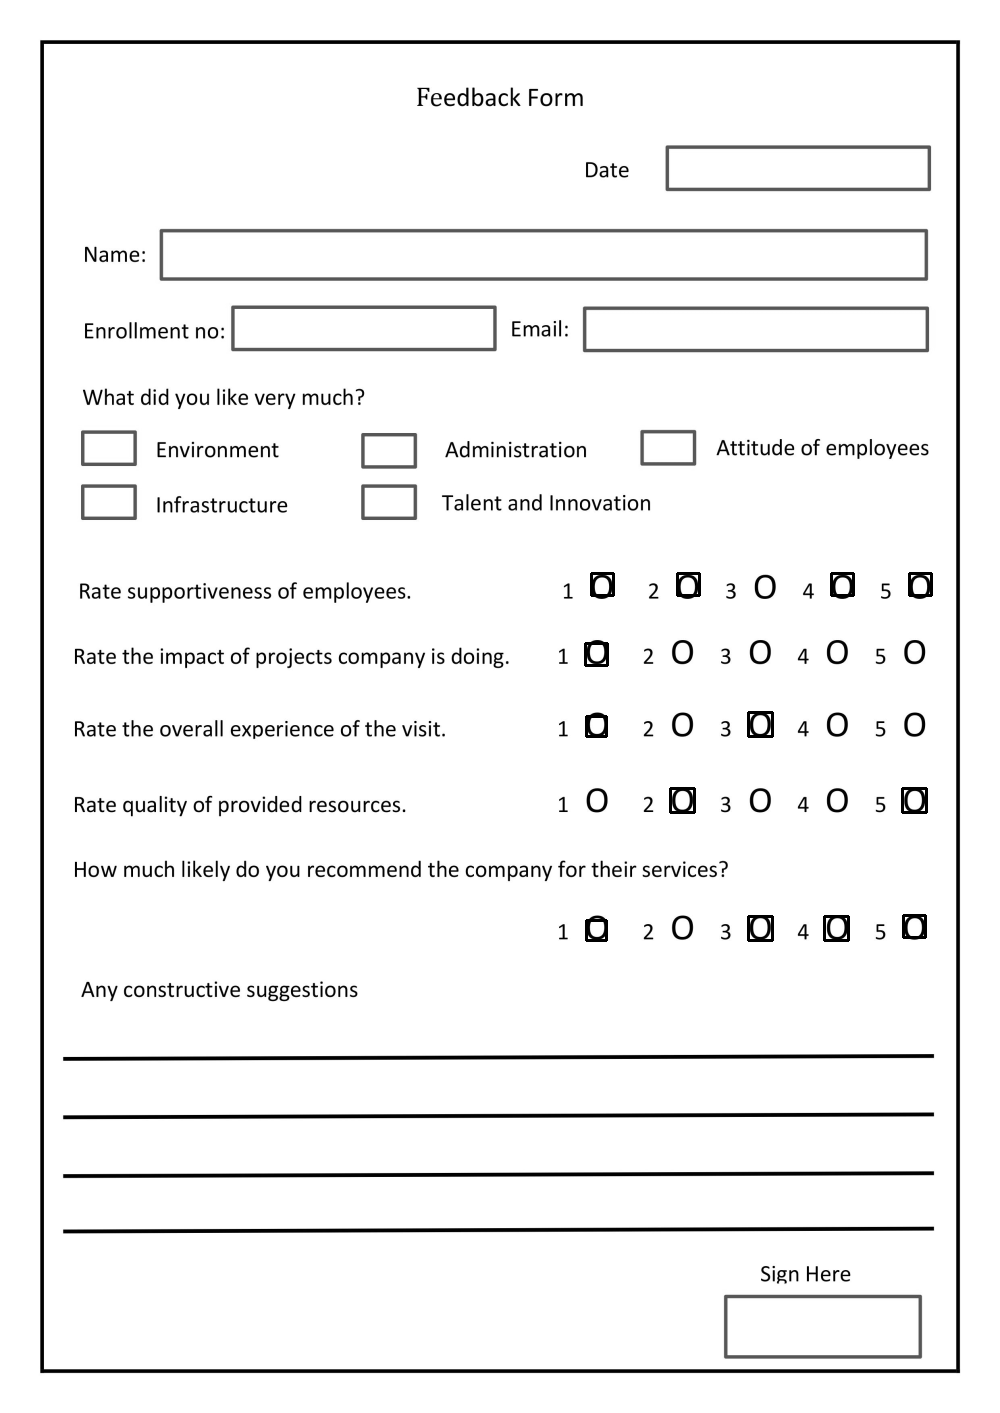 Feedback Form
Date
Name:
Enrollment no: Email:
What did you like very much?
Environment Administration Attitude of employees
Infrastructure Talent and Innovation
Rate supportiveness of employees. 1 O 2 O 3 O 4 O 5 O
Rate the impact of projects company is doing. 1 O 2 O 3 O 4 O 5 O
Rate the overall experience of the visit. 1 O 2 O 3 O 4 O 5 O
Rate quality of provided resources. 1 O 2 O 3 O 4 O 5 O
How much likely do you recommend the company for their services?
1 O 2 O 3 O 4 O 5 O
Any constructive suggestions
Sign Here